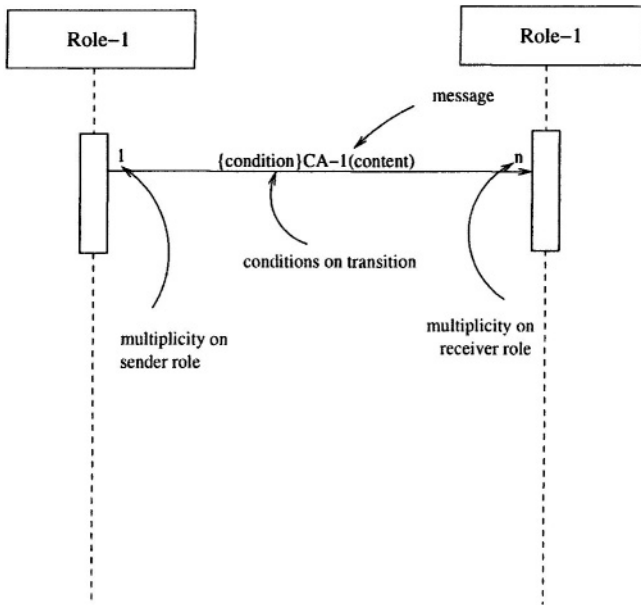 Role-1
Role-1
message
1
{condition}CA-1(content)
n
conditions on transition
multiplicity on
sender role
multiplicity on
receiver role